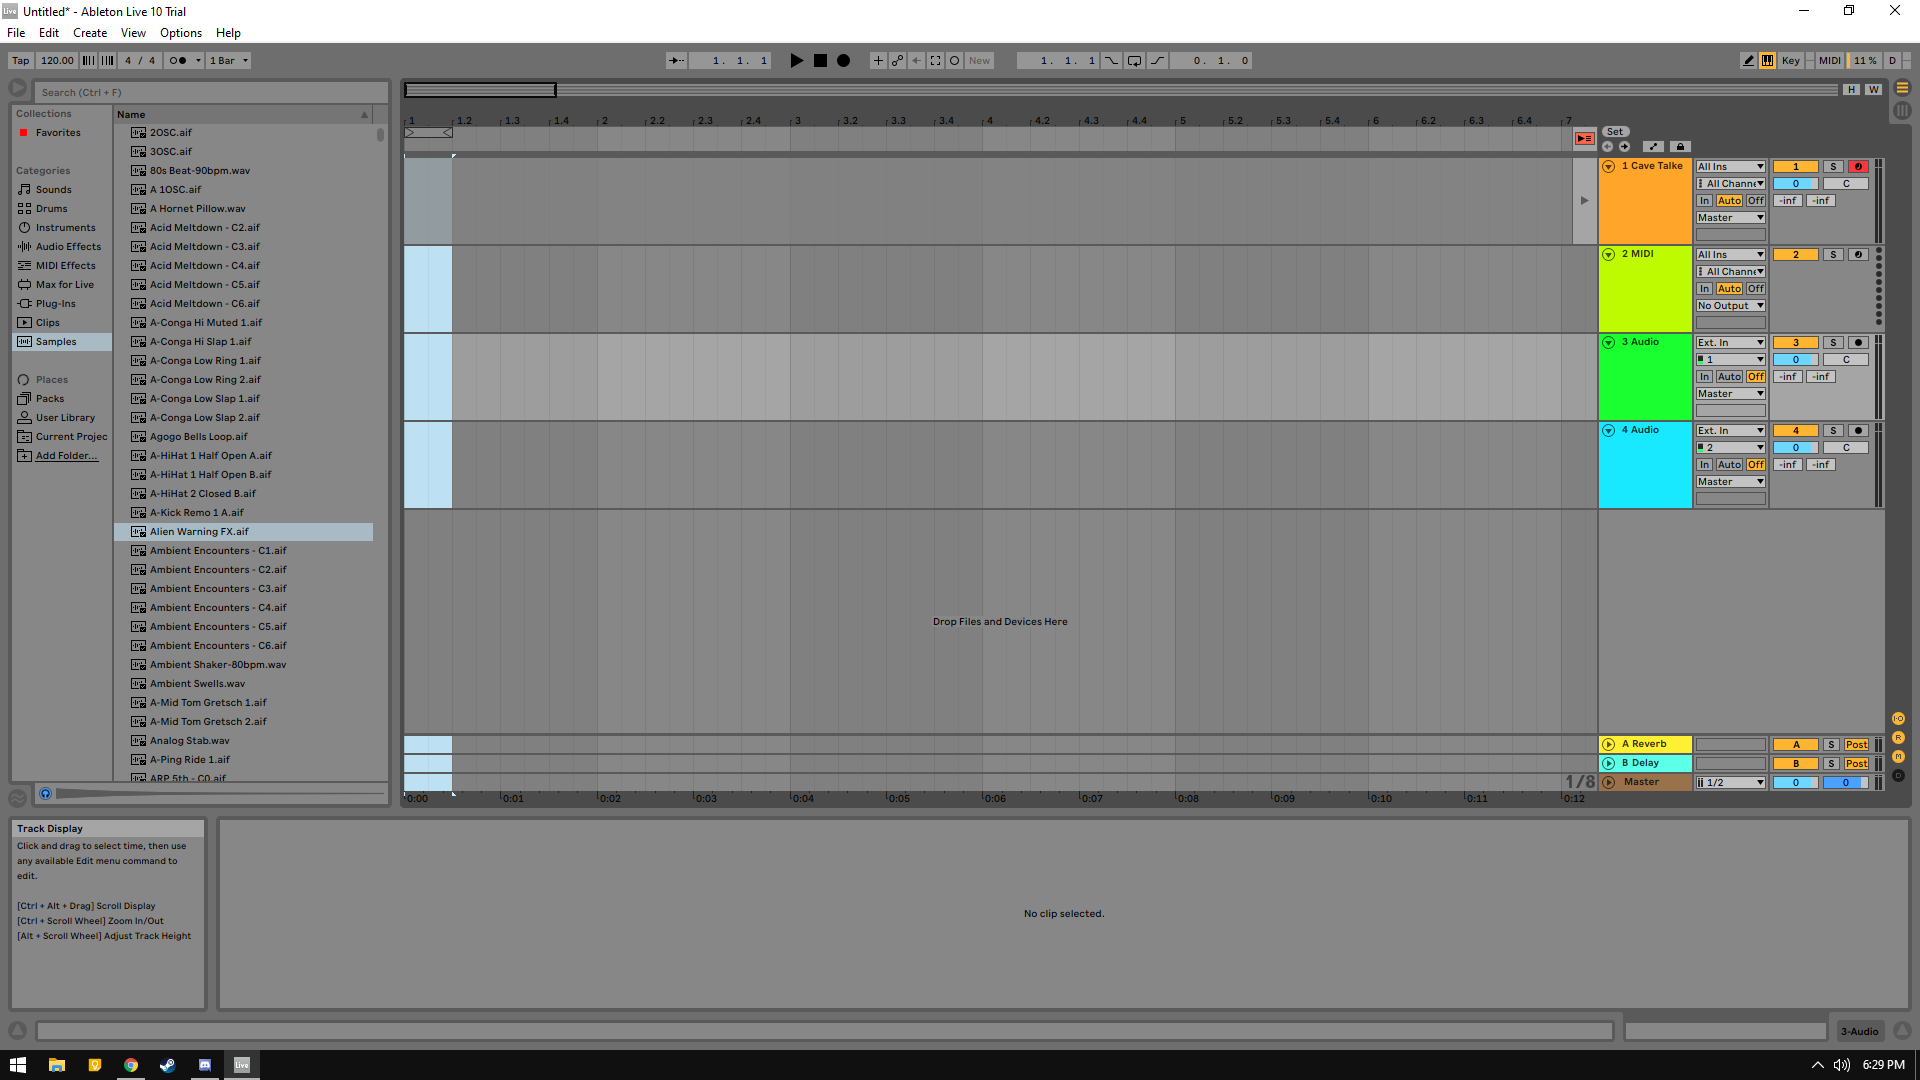 Live Untitled* - Ableton Live 10 Trial
File Edit Create View Options Help
Tap 120.00 4 / 4 1 Bar 1. 1. 1 New 1. 1. 1 0. 1. 0 Key MIDI 11 % D
Search (Ctrl + F)
Collections
Favorites
Categories
Sounds
Drums
Instruments
Audio Effects
MIDI Effects
Max for Live
Plug-Ins
Clips
Samples
Places
Packs
User Library
Current Projec
Add Folder...
Name
2OSC.aif
3OSC.aif
80s Beat-90bpm.wav
A 1OSC.aif
A Hornet Pillow.wav
Acid Meltdown - C2.aif
Acid Meltdown - C3.aif
Acid Meltdown - C4.aif
Acid Meltdown - C5.aif
Acid Meltdown - C6.aif
A-Conga Hi Muted 1.aif
A-Conga Hi Slap 1.aif
A-Conga Low Ring 1.aif
A-Conga Low Ring 2.aif
A-Conga Low Slap 1.aif
A-Conga Low Slap 2.aif
Agogo Bells Loop.aif
A-HiHat 1 Half Open A.aif
A-HiHat 1 Half Open B.aif
A-HiHat 2 Closed B.aif
A-Kick Remo 1 A.aif
Alien Warning FX.aif
Ambient Encounters - C1.aif
Ambient Encounters - C2.aif
Ambient Encounters - C3.aif
Ambient Encounters - C4.aif
Ambient Encounters - C5.aif
Ambient Encounters - C6.aif
Ambient Shaker-80bpm.wav
Ambient Swells.wav
A-Mid Tom Gretsch 1.aif
A-Mid Tom Gretsch 2.aif
Analog Stab.wav
A-Ping Ride 1.aif
ARP 5th - C0.aif
H W
1 1.2 1.3 1.4 2 2.2 2.3 2.4 3 3.2 3.3 3.4 4 4.2 4.3 4.4 5 5.2 5.3 5.4 6 6.2 6.3 6.4 7
Set
1 Cave Talke All Ins 1 S
All Channe 0 C
In Auto Off -inf -inf
Master
2 MIDI All Ins 2 S
All Channe
In Auto Off
No Output
3 Audio Ext. In 3 S
1 0 C
In Auto Off -inf -inf
Master
4 Audio Ext. In 4 S
2 0 C
In Auto Off -inf -inf
Master
Drop Files and Devices Here
I·O
R
M
D
A Reverb A S Post
B Delay B S Post
1/8 Master 1/2 0 0
0:00 0:01 0:02 0:03 0:04 0:05 0:06 0:07 0:08 0:09 0:10 0:11 0:12
Track Display
Click and drag to select time, then use
any available Edit menu command to
edit.
[Ctrl + Alt + Drag] Scroll Display
[Ctrl + Scroll Wheel] Zoom In/Out
[Alt + Scroll Wheel] Adjust Track Height
No clip selected.
3-Audio
Live
6:29 PM